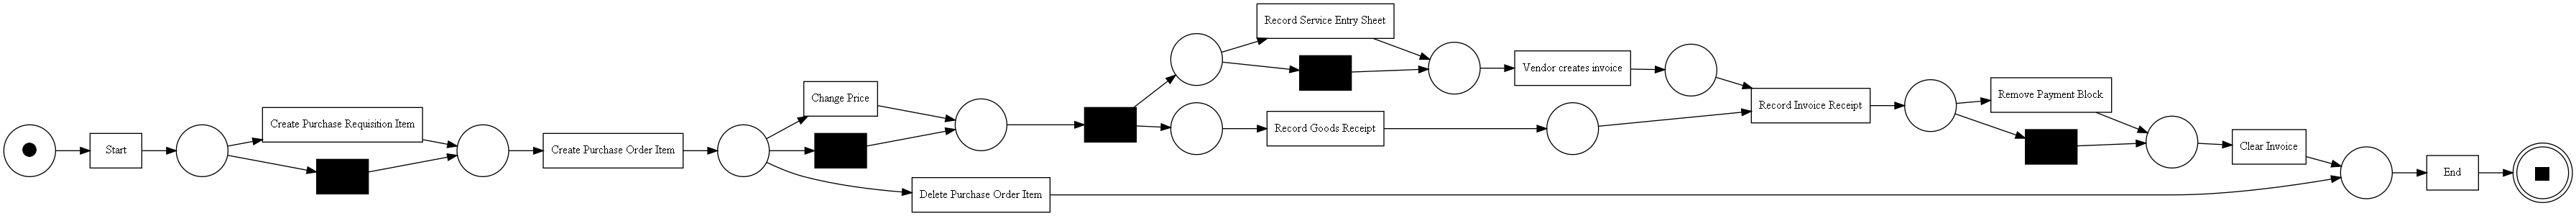 Start
Create Purchase Requisition Item
Create Purchase Order Item
Change Price
Delete Purchase Order Item
Record Service Entry Sheet
Vendor creates invoice
Record Goods Receipt
Record Invoice Receipt
Remove Payment Block
Clear Invoice
End